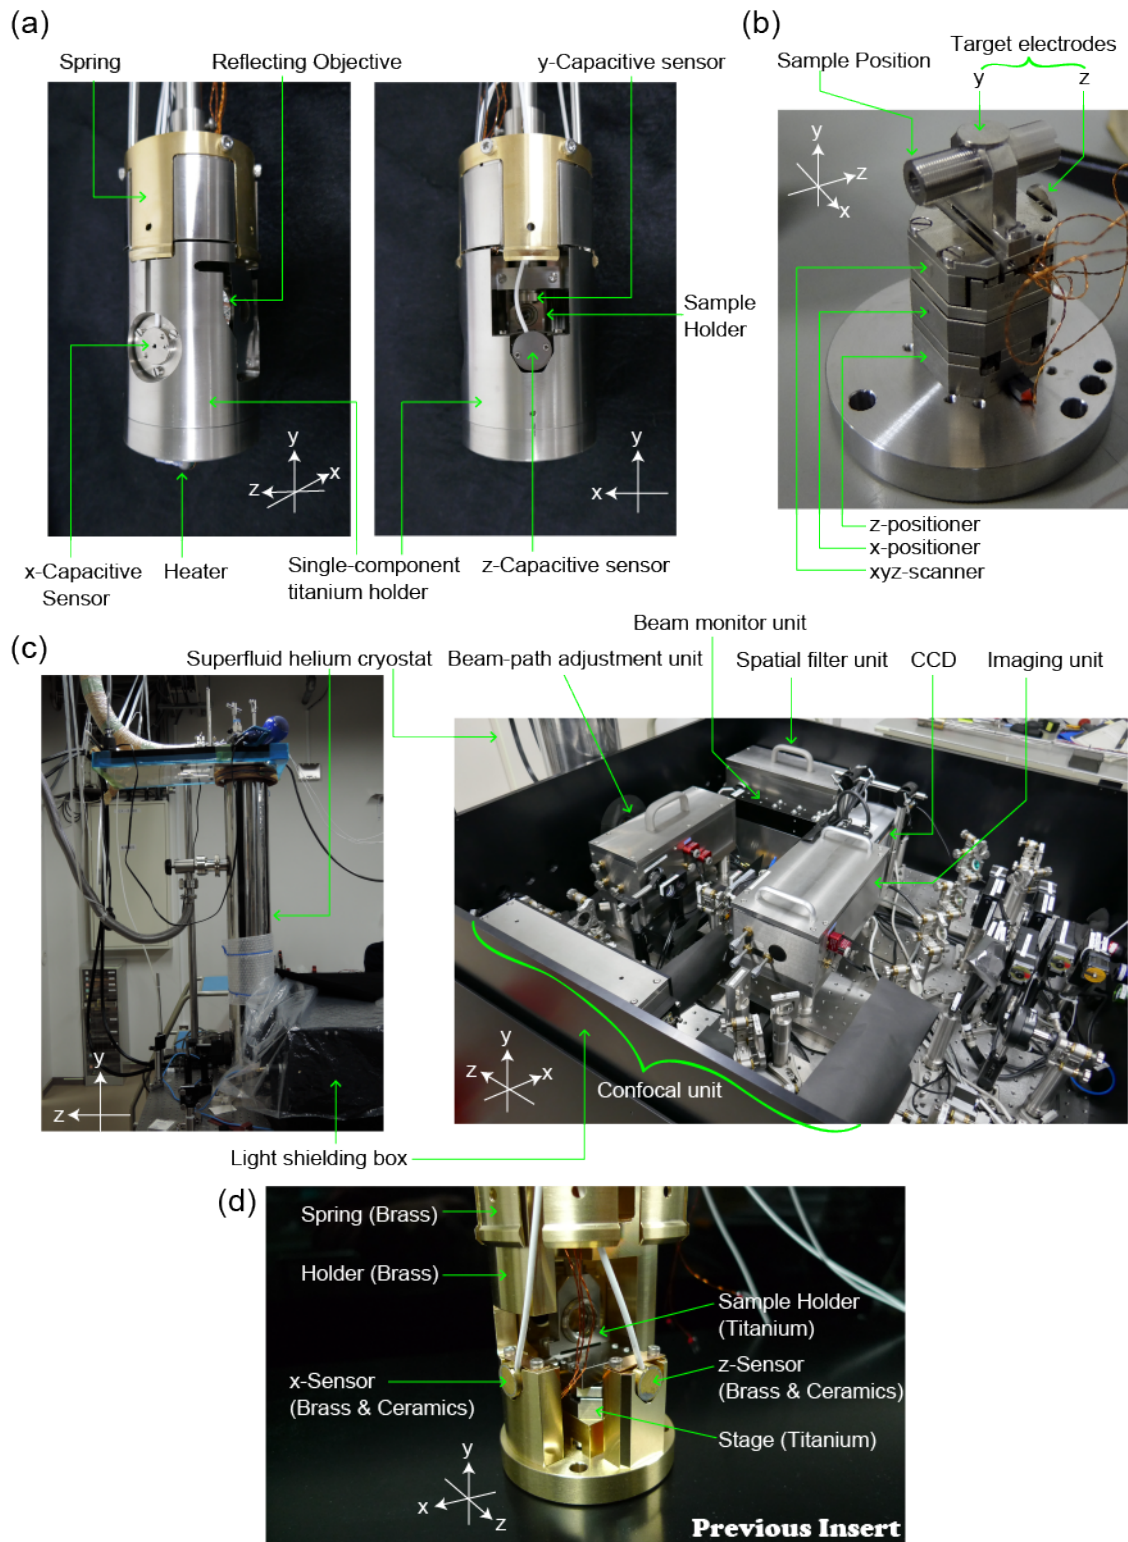 (a)
Spring
Reflecting Objective
y-Capacitive sensor
Sample
Holder
y
x
z
y
x
x-Capacitive
Sensor
Heater
Single-component
titanium holder
z-Capacitive sensor
(b)
Target electrodes
Sample Position
y
z
y
z
x
z-positioner
x-positioner
xyz-scanner
(c)
Beam monitor unit
Superfluid helium cryostat
Beam-path adjustment unit
Spatial filter unit
CCD
Imaging unit
y
z
y
z
x
Confocal unit
Light shielding box
(d)
Spring (Brass)
Holder (Brass)
Sample Holder
(Titanium)
x-Sensor
(Brass & Ceramics)
z-Sensor
(Brass & Ceramics)
Stage (Titanium)
y
x
z
Previous Insert